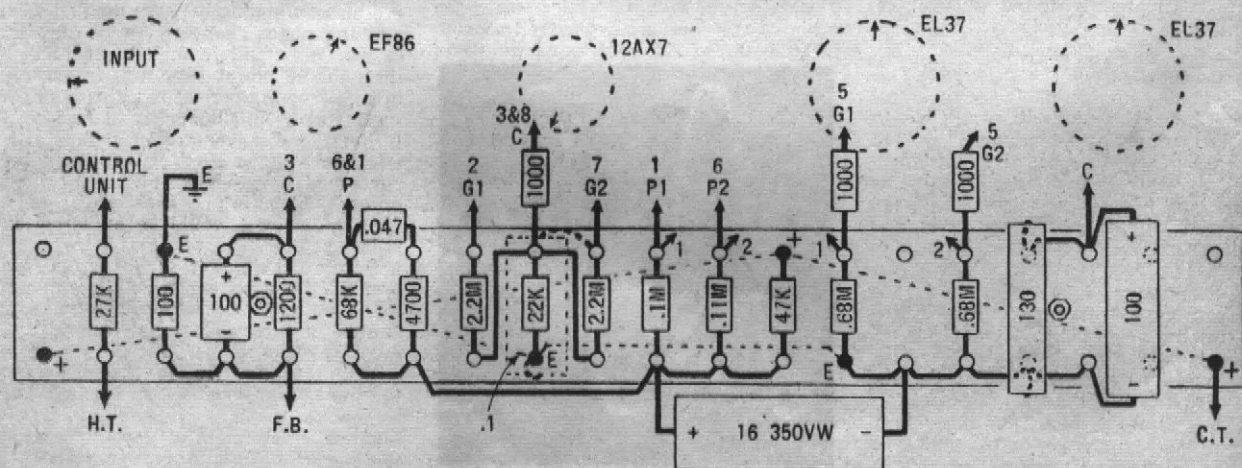 INPUT
EF86
12AX7
EL37
EL37
CONTROL
UNIT
E
3
C
6&1
P
.047
2
G1
3&8
C
1000
7
G2
1
P1
6
P2
5
G1
1000
5
G2
1000
C
E
1
2
+
1
2
+
27K
100
+
100
-
1200
68K
4700
2.2M
22K
2.2M
.1M
.11M
47K
.68M
.68M
130
100
+
E
E
-
+
H.T.
F.B.
.1
+ 16 350VW -
C.T.